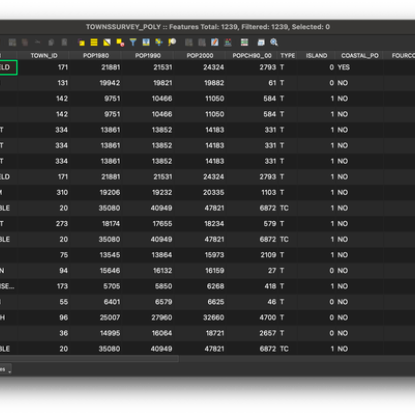 TOWNSSURVEY_POLY :: Features Total: 1239, Filtered: 1239, Selected: 0
TOWN_ID POP1980 POP1990 POP2000 POPCH90_00 TYPE ISLAND COASTAL_PO FOURCO
ELD 171 21881 21531 24324 2793 T 0 YES
131 19942 19821 19882 61 T 0 NO
142 9751 10466 11050 584 T 1 NO
142 9751 10466 11050 584 T 1 NO
T 334 13861 13852 14183 331 T 1 NO
T 334 13861 13852 14183 331 T 1 NO
T 334 13861 13852 14183 331 T 1 NO
ELD 171 21881 21531 24324 2793 T 1 NO
M 310 19206 19232 20335 1103 T 1 NO
BLE 20 35080 40949 47821 6872 TC 1 NO
T 273 18174 17655 18234 579 T 1 NO
BLE 20 35080 40949 47821 6872 TC 1 NO
75 13545 13864 15973 2109 T 1 NO
N 94 15646 16132 16159 27 T 0 NO
NSE... 173 5705 5850 6268 418 T 1 NO
55 6401 6579 6625 46 T 0 NO
H 96 25007 27960 32660 4700 T 0 NO
36 14995 16064 18721 2657 T 0 NO
BLE 20 35080 40949 47821 6872 TC 1 NO